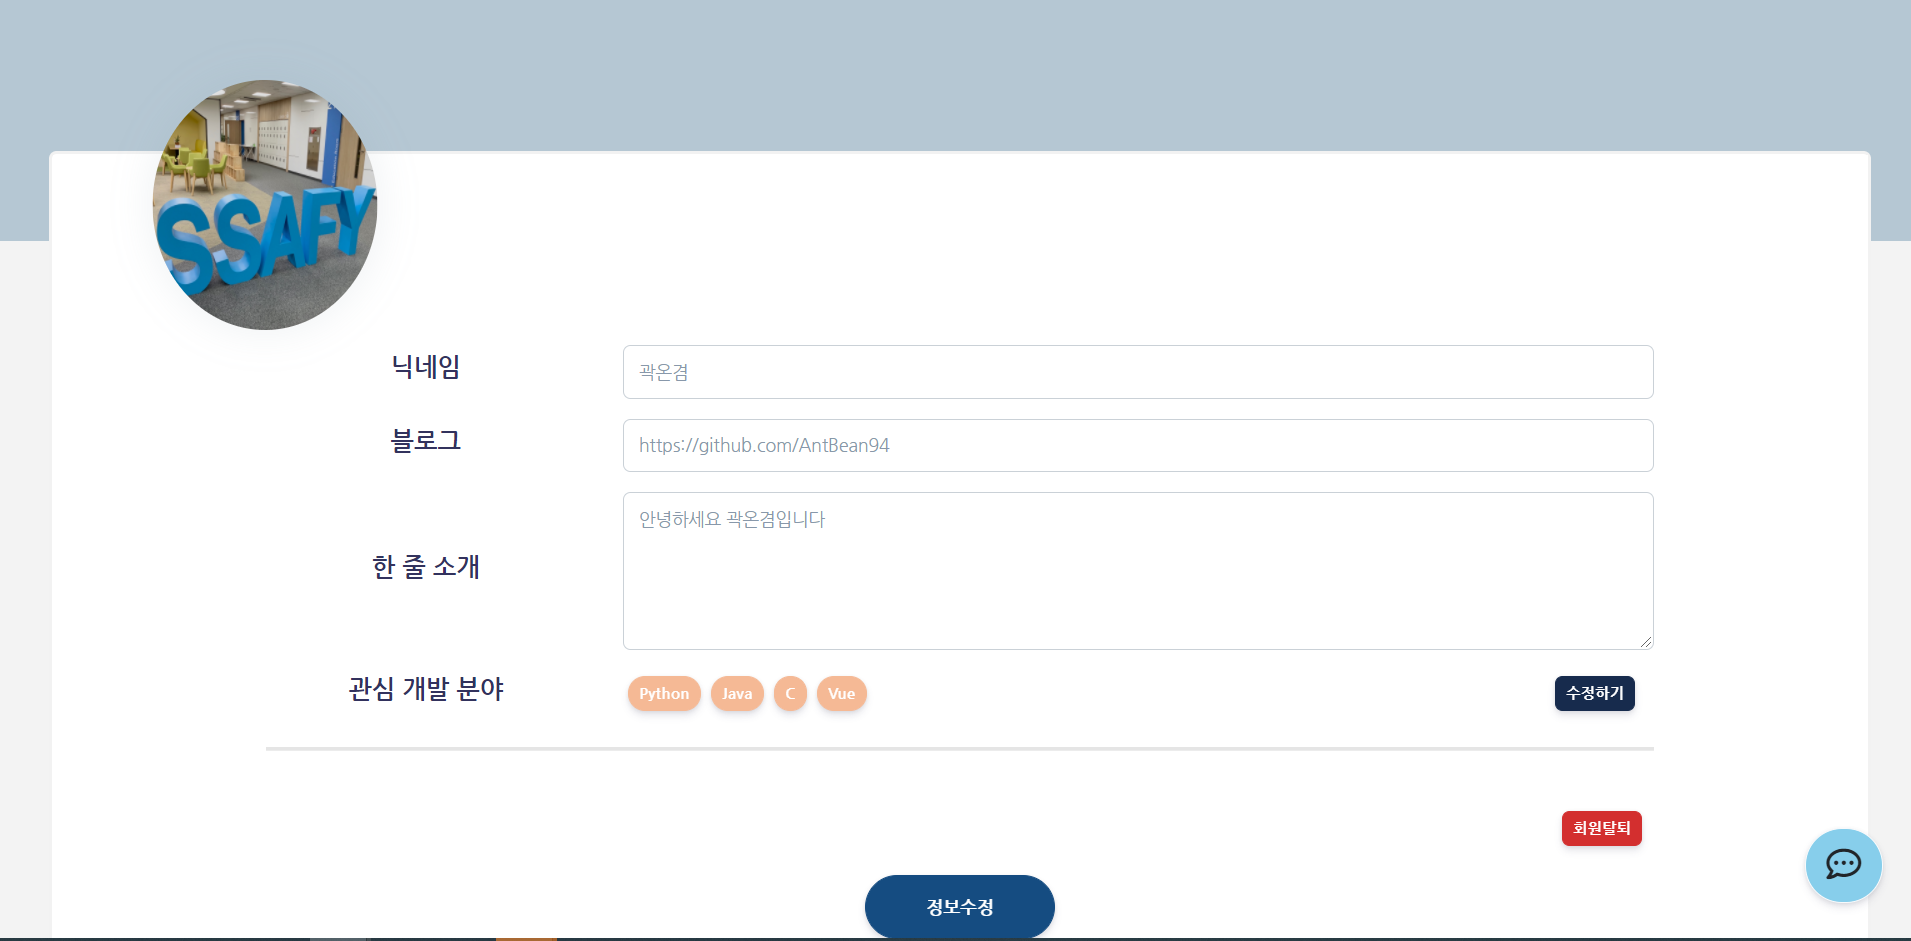 SSAFY
닉네임
곽온겸
블로그
https://github.com/AntBean94
한 줄 소개
안녕하세요 곽온겸입니다
관심 개발 분야
Python Java C Vue
수정하기
회원탈퇴
정보수정